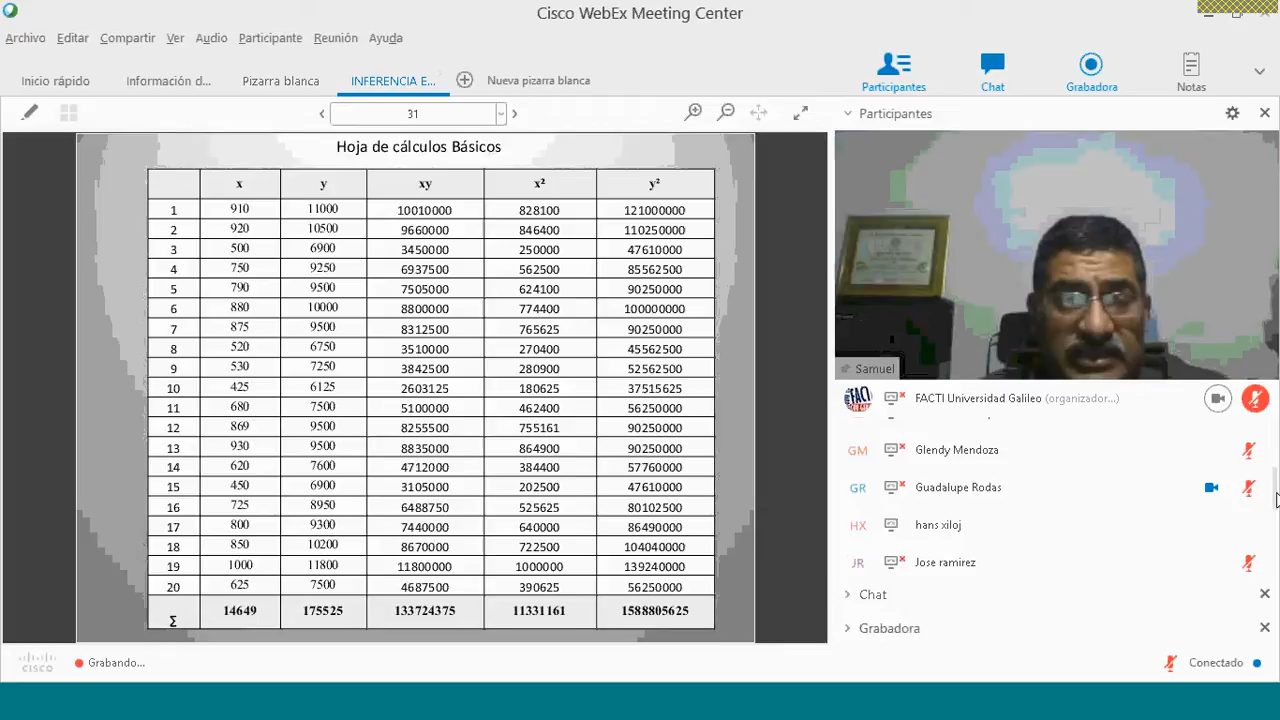 Cisco WebEx Meeting Center
Archivo Editar Compartir Ver Audio Participante Reunión Ayuda
Inicio rápido Información d... Pizarra blanca INFERENCIA E... Nueva pizarra blanca
Participantes Chat Grabadora Notas
31
Participantes
Hoja de cálculos Básicos
x y xy x² y²
1 910 11000 10010000 828100 121000000
2 920 10500 9660000 846400 110250000
3 500 6900 3450000 250000 47610000
4 750 9250 6937500 562500 85562500
5 790 9500 7505000 624100 90250000
6 880 10000 8800000 774400 100000000
7 875 9500 8312500 765625 90250000
8 520 6750 3510000 270400 45562500
9 530 7250 3842500 280900 52562500
10 425 6125 2603125 180625 37515625
11 680 7500 5100000 462400 56250000
12 869 9500 8255500 755161 90250000
13 930 9500 8835000 864900 90250000
14 620 7600 4712000 384400 57760000
15 450 6900 3105000 202500 47610000
16 725 8950 6488750 525625 80102500
17 800 9300 7440000 640000 86490000
18 850 10200 8670000 722500 104040000
19 1000 11800 11800000 1000000 139240000
20 625 7500 4687500 390625 56250000
Σ 14649 175525 133724375 11331161 1588805625
Samuel
FACTI Universidad Galileo (organizador...)
GM Glendy Mendoza
GR Guadalupe Rodas
HX hans xiloj
JR Jose ramirez
Chat
Grabadora
CISCO Grabando...
Conectado